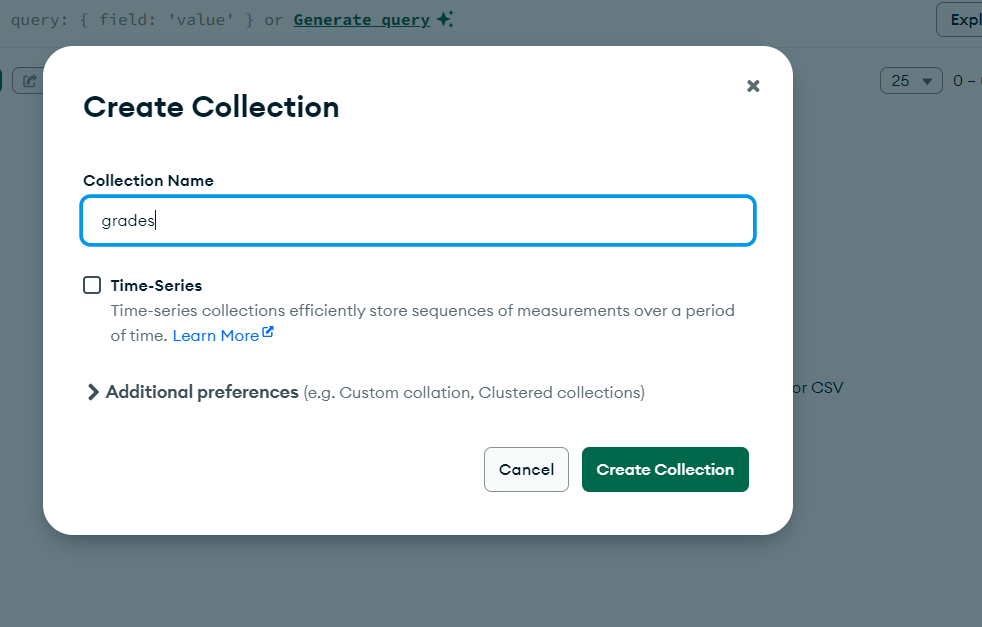 query: { field: 'value' } or Generate query
Expl
25
0 –
Create Collection
Collection Name
grades
Time-Series
Time-series collections efficiently store sequences of measurements over a period
of time. Learn More
or CSV
Additional preferences (e.g. Custom collation, Clustered collections)
Cancel
Create Collection